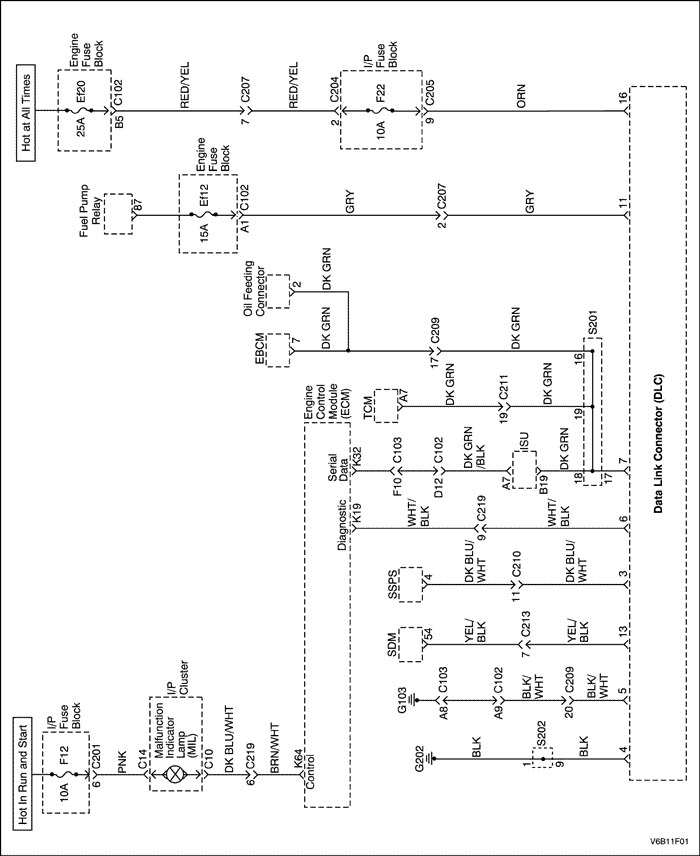 Hot at All Times
Engine
Fuse
Block
Ef20
25A
B5
C102
RED/YEL
7
C207
RED/YEL
2
C204
I/P
Fuse
Block
F22
10A
9
C205
ORN
16
Fuel Pump
Relay
87
Engine
Fuse
Block
Ef12
15A
A1
C102
GRY
2
C207
GRY
11
Oil Feeding
Connector
2
DK GRN
EBCM
7
DK GRN
17
C209
DK GRN
16
S201
TCM
A7
DK GRN
19
C211
DK GRN
19
Engine
Control
Module
(ECM)
Serial
Data
K32
F10
C103
D12
C102
DK GRN
/BLK
A7
ISU
B19
DK GRN
18
17
7
Diagnostic
K19
WHT/
BLK
9
C219
WHT/
BLK
6
SSPS
4
DK BLU/
WHT
11
C210
DK BLU/
WHT
3
SDM
54
YEL/
BLK
7
C213
YEL/
BLK
13
G103
A8
C103
A9
C102
BLK/
WHT
20
C209
BLK/
WHT
5
G202
BLK
1
S202
9
BLK
4
Data Link Connector (DLC)
Hot In Run and Start
I/P
Fuse
Block
F12
10A
6
C201
PNK
C14
I/P
Cluster
Malfunction
Indicator
Lamp
(MIL)
C10
DK BLU/WHT
6
C219
BRN/WHT
K64
Control
V6B11F01